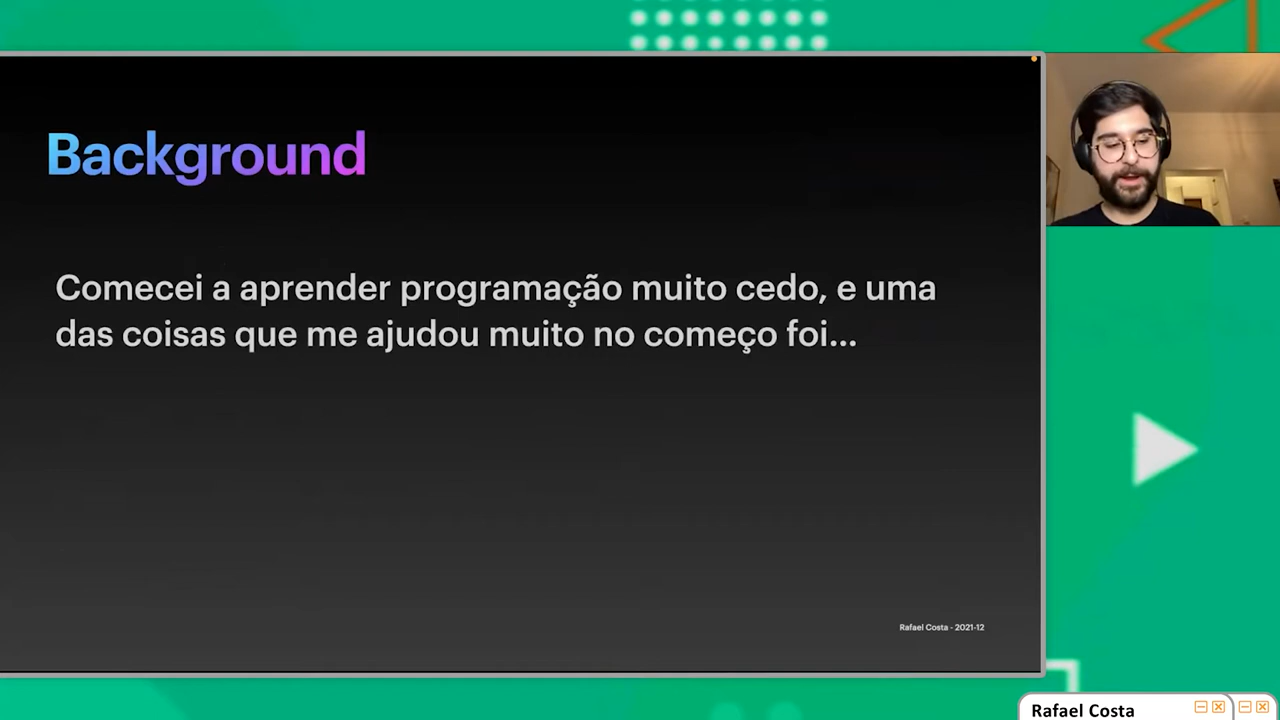 Background
Comecei a aprender programação muito cedo, e uma
das coisas que me ajudou muito no começo foi...
Rafael Costa - 2021-12
Rafael Costa